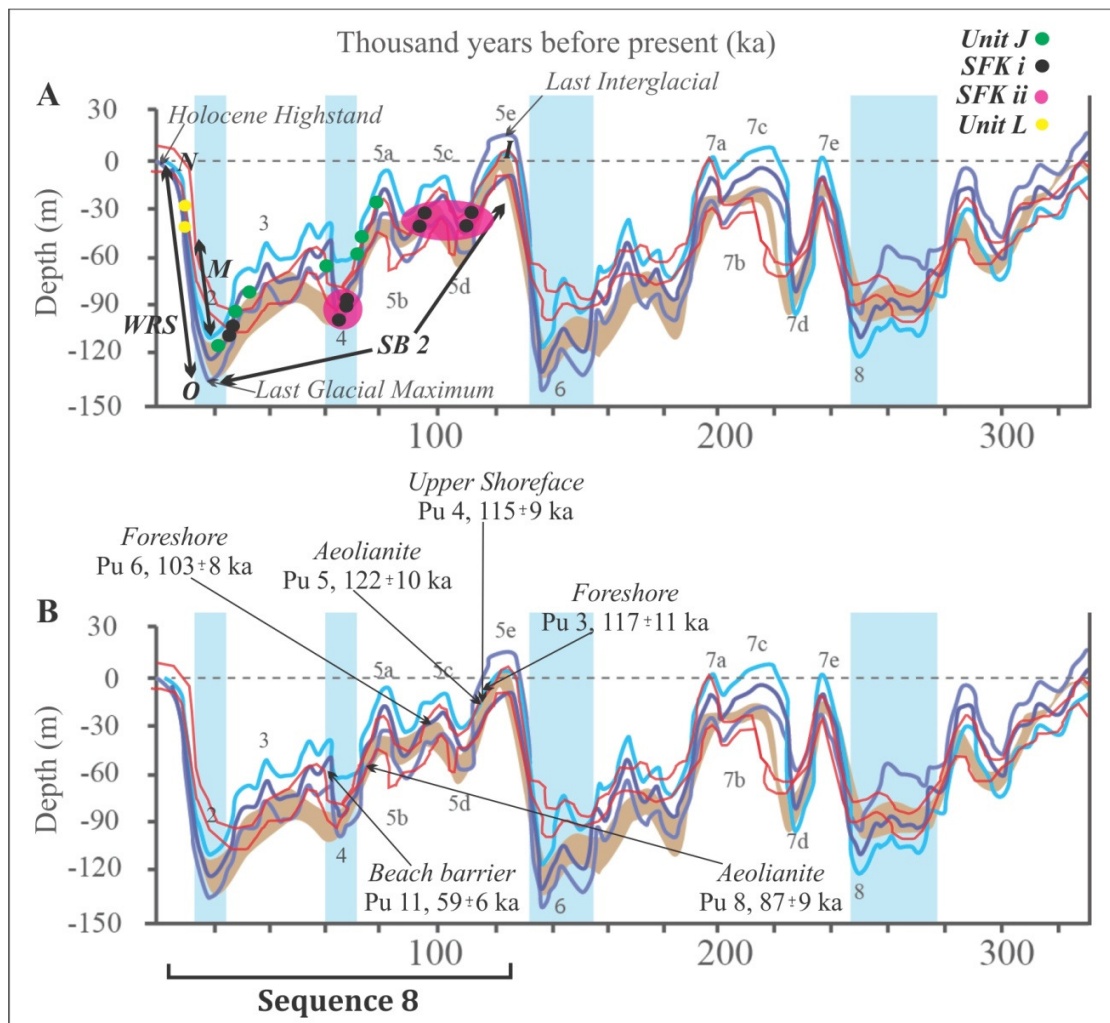 Thousand years before present (ka)
Unit J
SFK i
SFK ii
Unit L
A
Last Interglacial
Holocene Highstand
Depth (m)
30
0
-30
-60
-90
-120
-150
N
3
M
2
WRS
O
Last Glacial Maximum
SB 2
4
5a
5b
5c
5d
5e
I
6
7a
7b
7c
7d
7e
8
100
200
300
Upper Shoreface
Pu 4, 115±9 ka
Foreshore
Pu 6, 103±8 ka
Aeolianite
Pu 5, 122±10 ka
Foreshore
Pu 3, 117±11 ka
B
Depth (m)
30
0
-30
-60
-90
-120
-150
2
3
4
5a
5b
5c
5d
5e
6
7a
7b
7c
7d
7e
8
Beach barrier
Pu 11, 59±6 ka
Aeolianite
Pu 8, 87±9 ka
100
200
300
Sequence 8